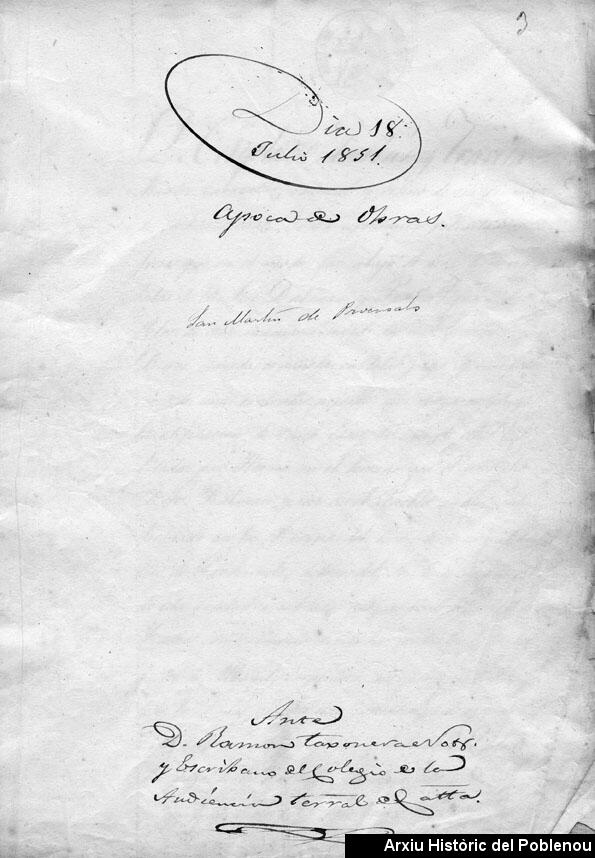 3
Dia 18.
Julio 1851.
Apoca de Obras.
San Martin de Provensals
Ante
D. Ramon Taxonera Notº.
y Escribano del Colegio de la
Audiencia terral. de Catta.
Arxiu Històric del Poblenou